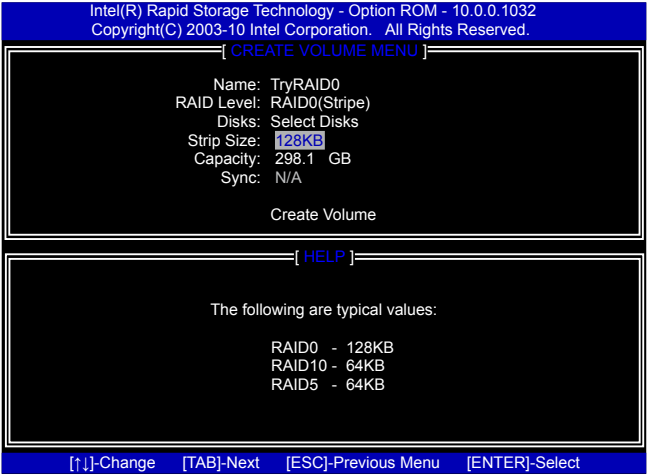 Intel(R) Rapid Storage Technology - Option ROM - 10.0.0.1032
Copyright(C) 2003-10 Intel Corporation. All Rights Reserved.
[ CREATE VOLUME MENU ]
Name: TryRAID0
RAID Level: RAID0(Stripe)
Disks: Select Disks
Strip Size: 128KB
Capacity: 298.1 GB
Sync: N/A
Create Volume
[ HELP ]
The following are typical values:
RAID0 - 128KB
RAID10 - 64KB
RAID5 - 64KB
[↑↓]-Change [TAB]-Next [ESC]-Previous Menu [ENTER]-Select